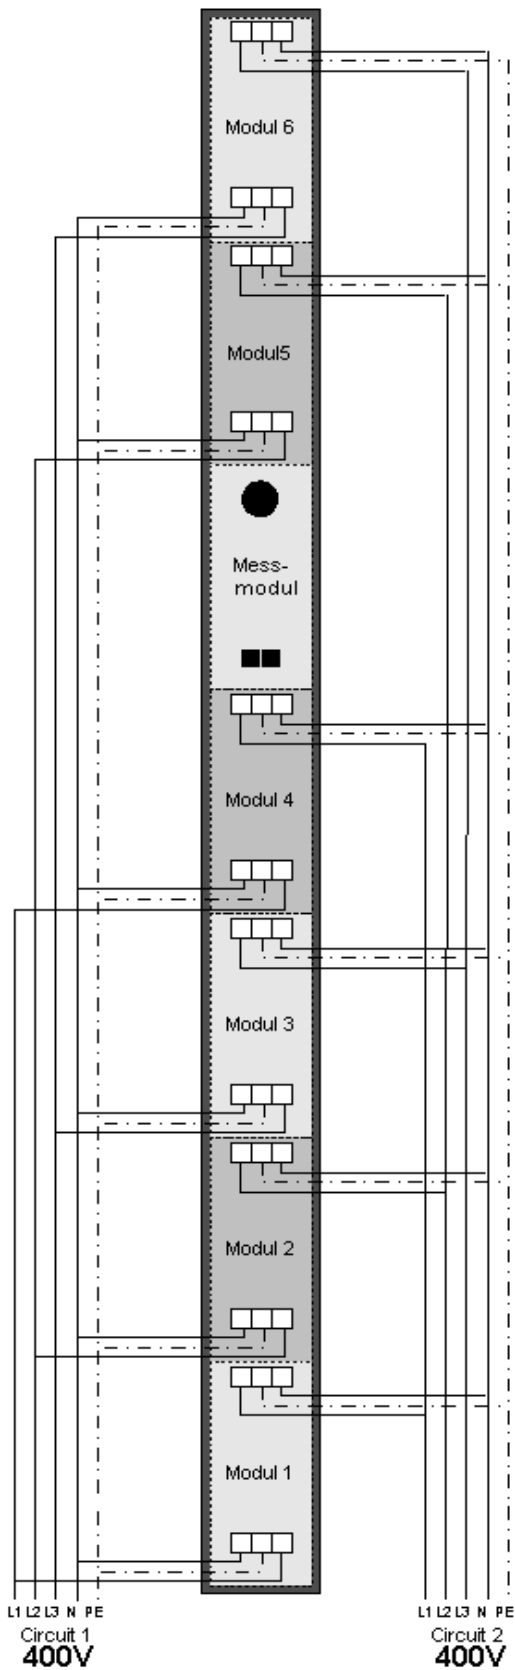 Modul 6
Modul5
Mess-
modul
Modul 4
Modul 3
Modul 2
Modul 1
L1 L2 L3 N PE
Circuit 1
400V
L1 L2 L3 N PE
Circuit 2
400V